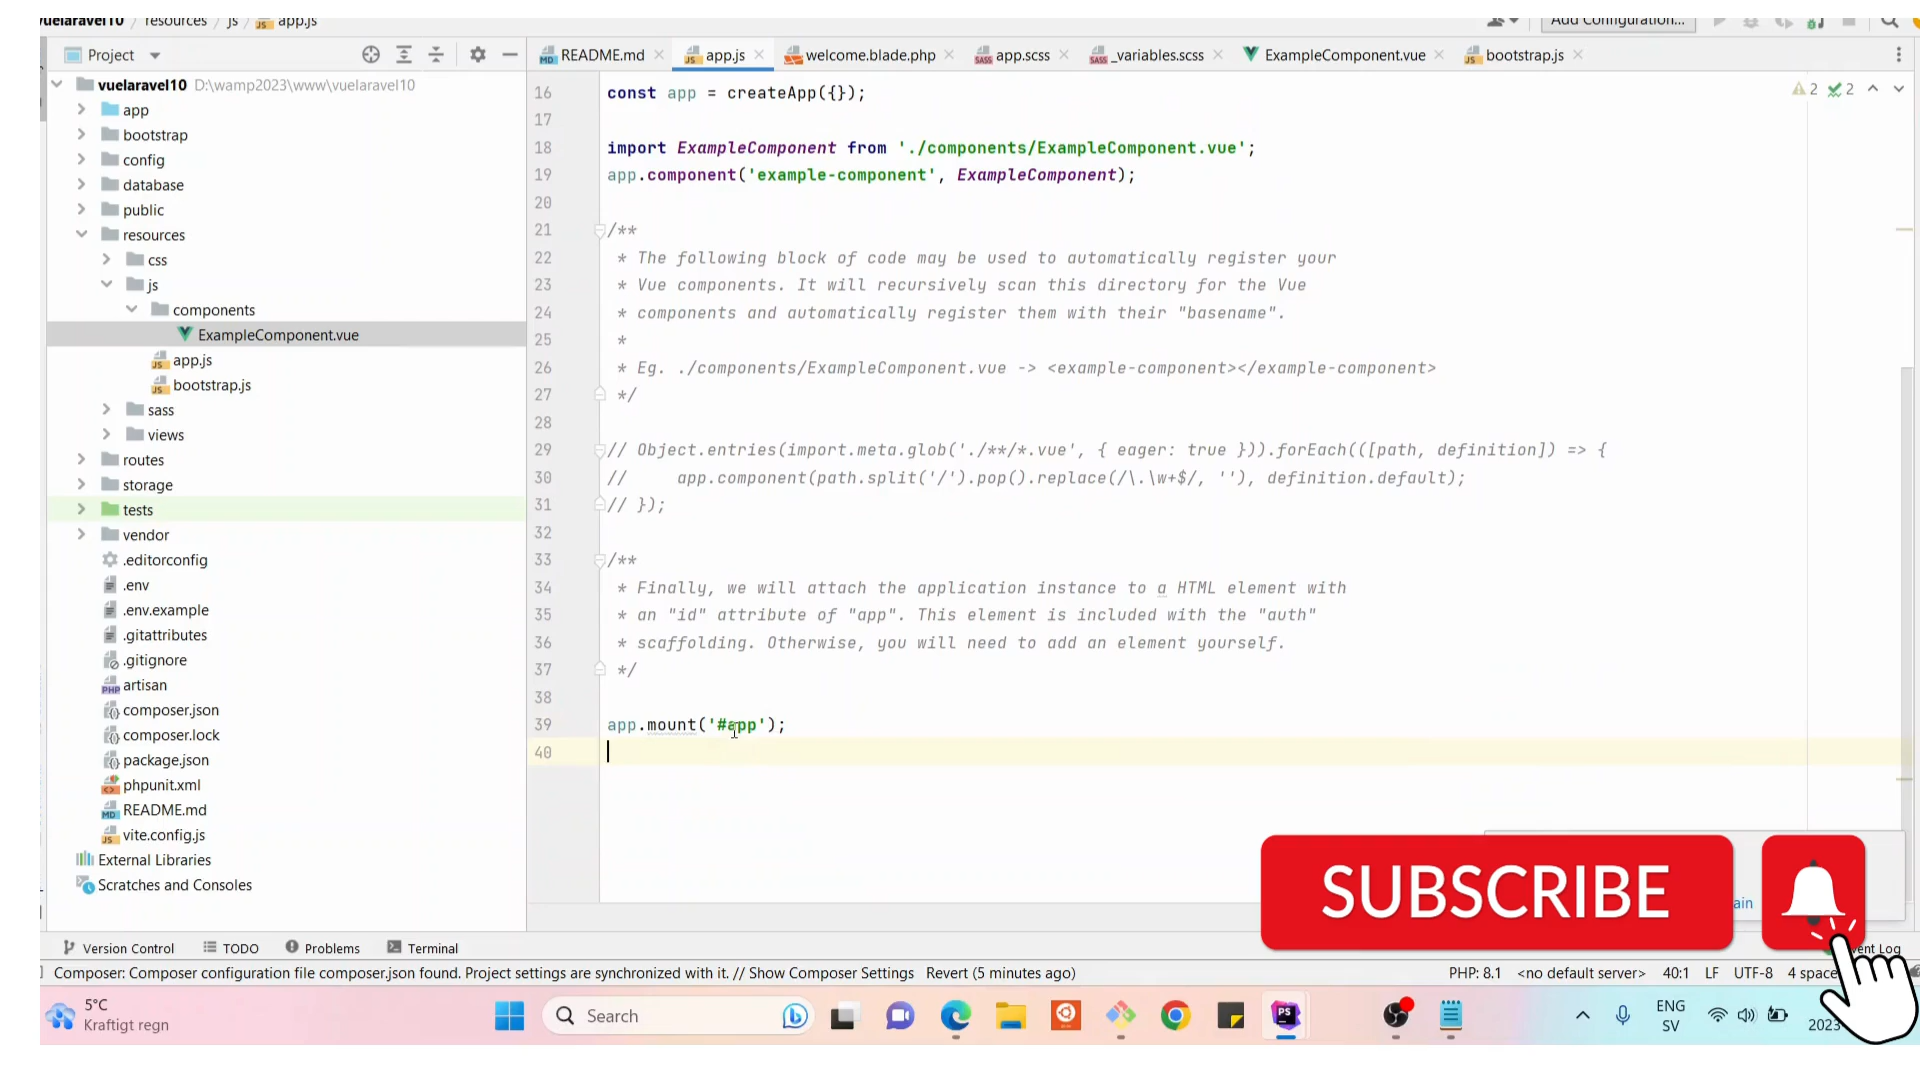 vuelaravel10 / resources / js / app.js
Add Configuration...
Project
README.md
app.js
welcome.blade.php
app.scss
_variables.scss
ExampleComponent.vue
bootstrap.js
vuelaravel10 D:\wamp2023\www\vuelaravel10
app
bootstrap
config
database
public
resources
css
js
components
ExampleComponent.vue
app.js
bootstrap.js
sass
views
routes
storage
tests
vendor
.editorconfig
.env
.env.example
.gitattributes
.gitignore
artisan
composer.json
composer.lock
package.json
phpunit.xml
README.md
vite.config.js
External Libraries
Scratches and Consoles
2 2
16 const app = createApp({});
17
18 import ExampleComponent from './components/ExampleComponent.vue';
19 app.component('example-component', ExampleComponent);
20
21 /**
22 * The following block of code may be used to automatically register your
23 * Vue components. It will recursively scan this directory for the Vue
24 * components and automatically register them with their "basename".
25 *
26 * Eg. ./components/ExampleComponent.vue -> <example-component></example-component>
27 */
28
29 // Object.entries(import.meta.glob('./**/*.vue', { eager: true })).forEach(([path, definition]) => {
30 //     app.component(path.split('/').pop().replace(/\.\w+$/, ''), definition.default);
31 // });
32
33 /**
34 * Finally, we will attach the application instance to a HTML element with
35 * an "id" attribute of "app". This element is included with the "auth"
36 * scaffolding. Otherwise, you will need to add an element yourself.
37 */
38
39 app.mount('#app');
40
SUBSCRIBE
ain
Version Control TODO Problems Terminal
ent Log
Composer: Composer configuration file composer.json found. Project settings are synchronized with it. // Show Composer Settings Revert (5 minutes ago)
PHP: 8.1 <no default server> 40:1 LF UTF-8 4 space
5°C
Kraftigt regn
Search
PS
ENG
SV
2023